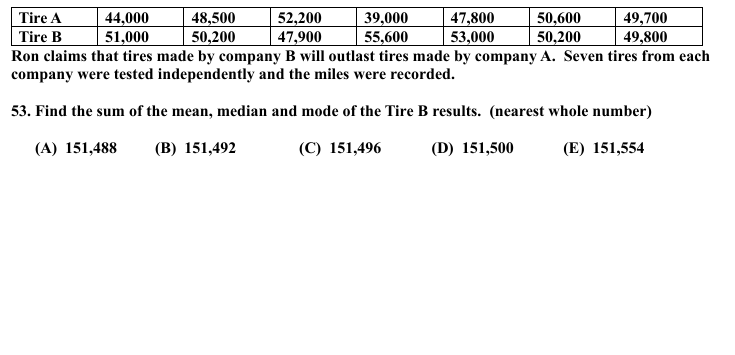 Tire A 44,000 48,500 52,200 39,000 47,800 50,600 49,700
Tire B 51,000 50,200 47,900 55,600 53,000 50,200 49,800
Ron claims that tires made by company B will outlast tires made by company A. Seven tires from each
company were tested independently and the miles were recorded.
53. Find the sum of the mean, median and mode of the Tire B results. (nearest whole number)
(A) 151,488 (B) 151,492 (C) 151,496 (D) 151,500 (E) 151,554